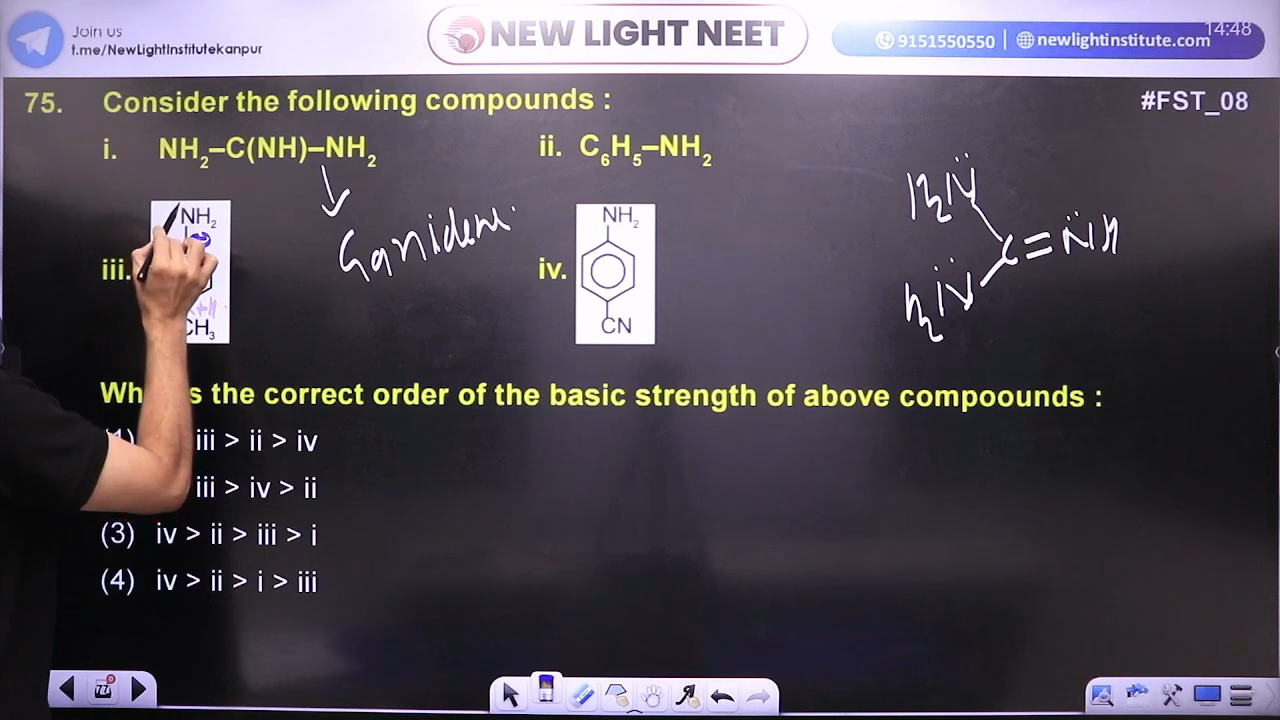 Join us
t.me/NewLightInstitutekanpur
NEW LIGHT NEET
9151550550 | newlightinstitute.com
14:48
75. Consider the following compounds :
#FST_08
i. NH₂–C(NH)–NH₂
ii. C₆H₅–NH₂
Ganidene.
C=NH
iii.
NH₂
CH₃
iv.
NH₂
CN
s the correct order of the basic strength of above compoounds :
iii > ii > iv
iii > iv > ii
(3) iv > ii > iii > i
(4) iv > ii > i > iii